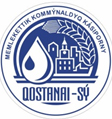 MEMLEKETTIK KOMMÝNALDYQ KÁSIPORNY
QOSTANAI-SÝ